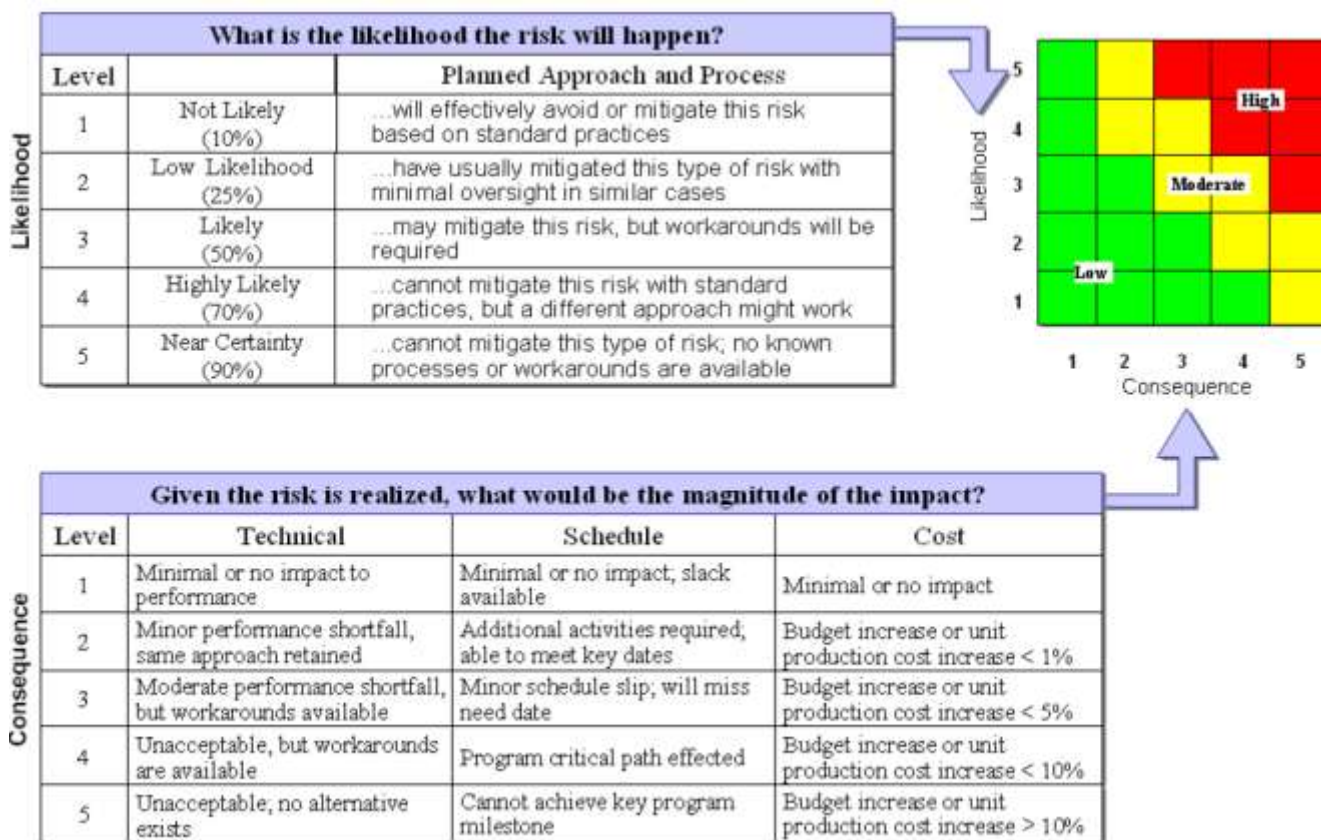 What is the likelihood the risk will happen?
Level
Planned Approach and Process
1
Not Likely
(10%)
...will effectively avoid or mitigate this risk
based on standard practices
2
Low Likelihood
(25%)
...have usually mitigated this type of risk with
minimal oversight in similar cases
3
Likely
(50%)
...may mitigate this risk, but workarounds will be
required
4
Highly Likely
(70%)
...cannot mitigate this risk with standard
practices, but a different approach might work
5
Near Certainty
(90%)
...cannot mitigate this type of risk; no known
processes or workarounds are available
Likelihood
Likelihood
5
4
3
2
1
High
Moderate
Low
1 2 3 4 5
Consequence
Given the risk is realized, what would be the magnitude of the impact?
Level
Technical
Schedule
Cost
1
Minimal or no impact to
performance
Minimal or no impact; slack
available
Minimal or no impact
2
Minor performance shortfall,
same approach retained
Additional activities required;
able to meet key dates
Budget increase or unit
production cost increase < 1%
3
Moderate performance shortfall,
but workarounds available
Minor schedule slip; will miss
need date
Budget increase or unit
production cost increase < 5%
4
Unacceptable, but workarounds
are available
Program critical path effected
Budget increase or unit
production cost increase < 10%
5
Unacceptable; no alternative
exists
Cannot achieve key program
milestone
Budget increase or unit
production cost increase > 10%
Consequence